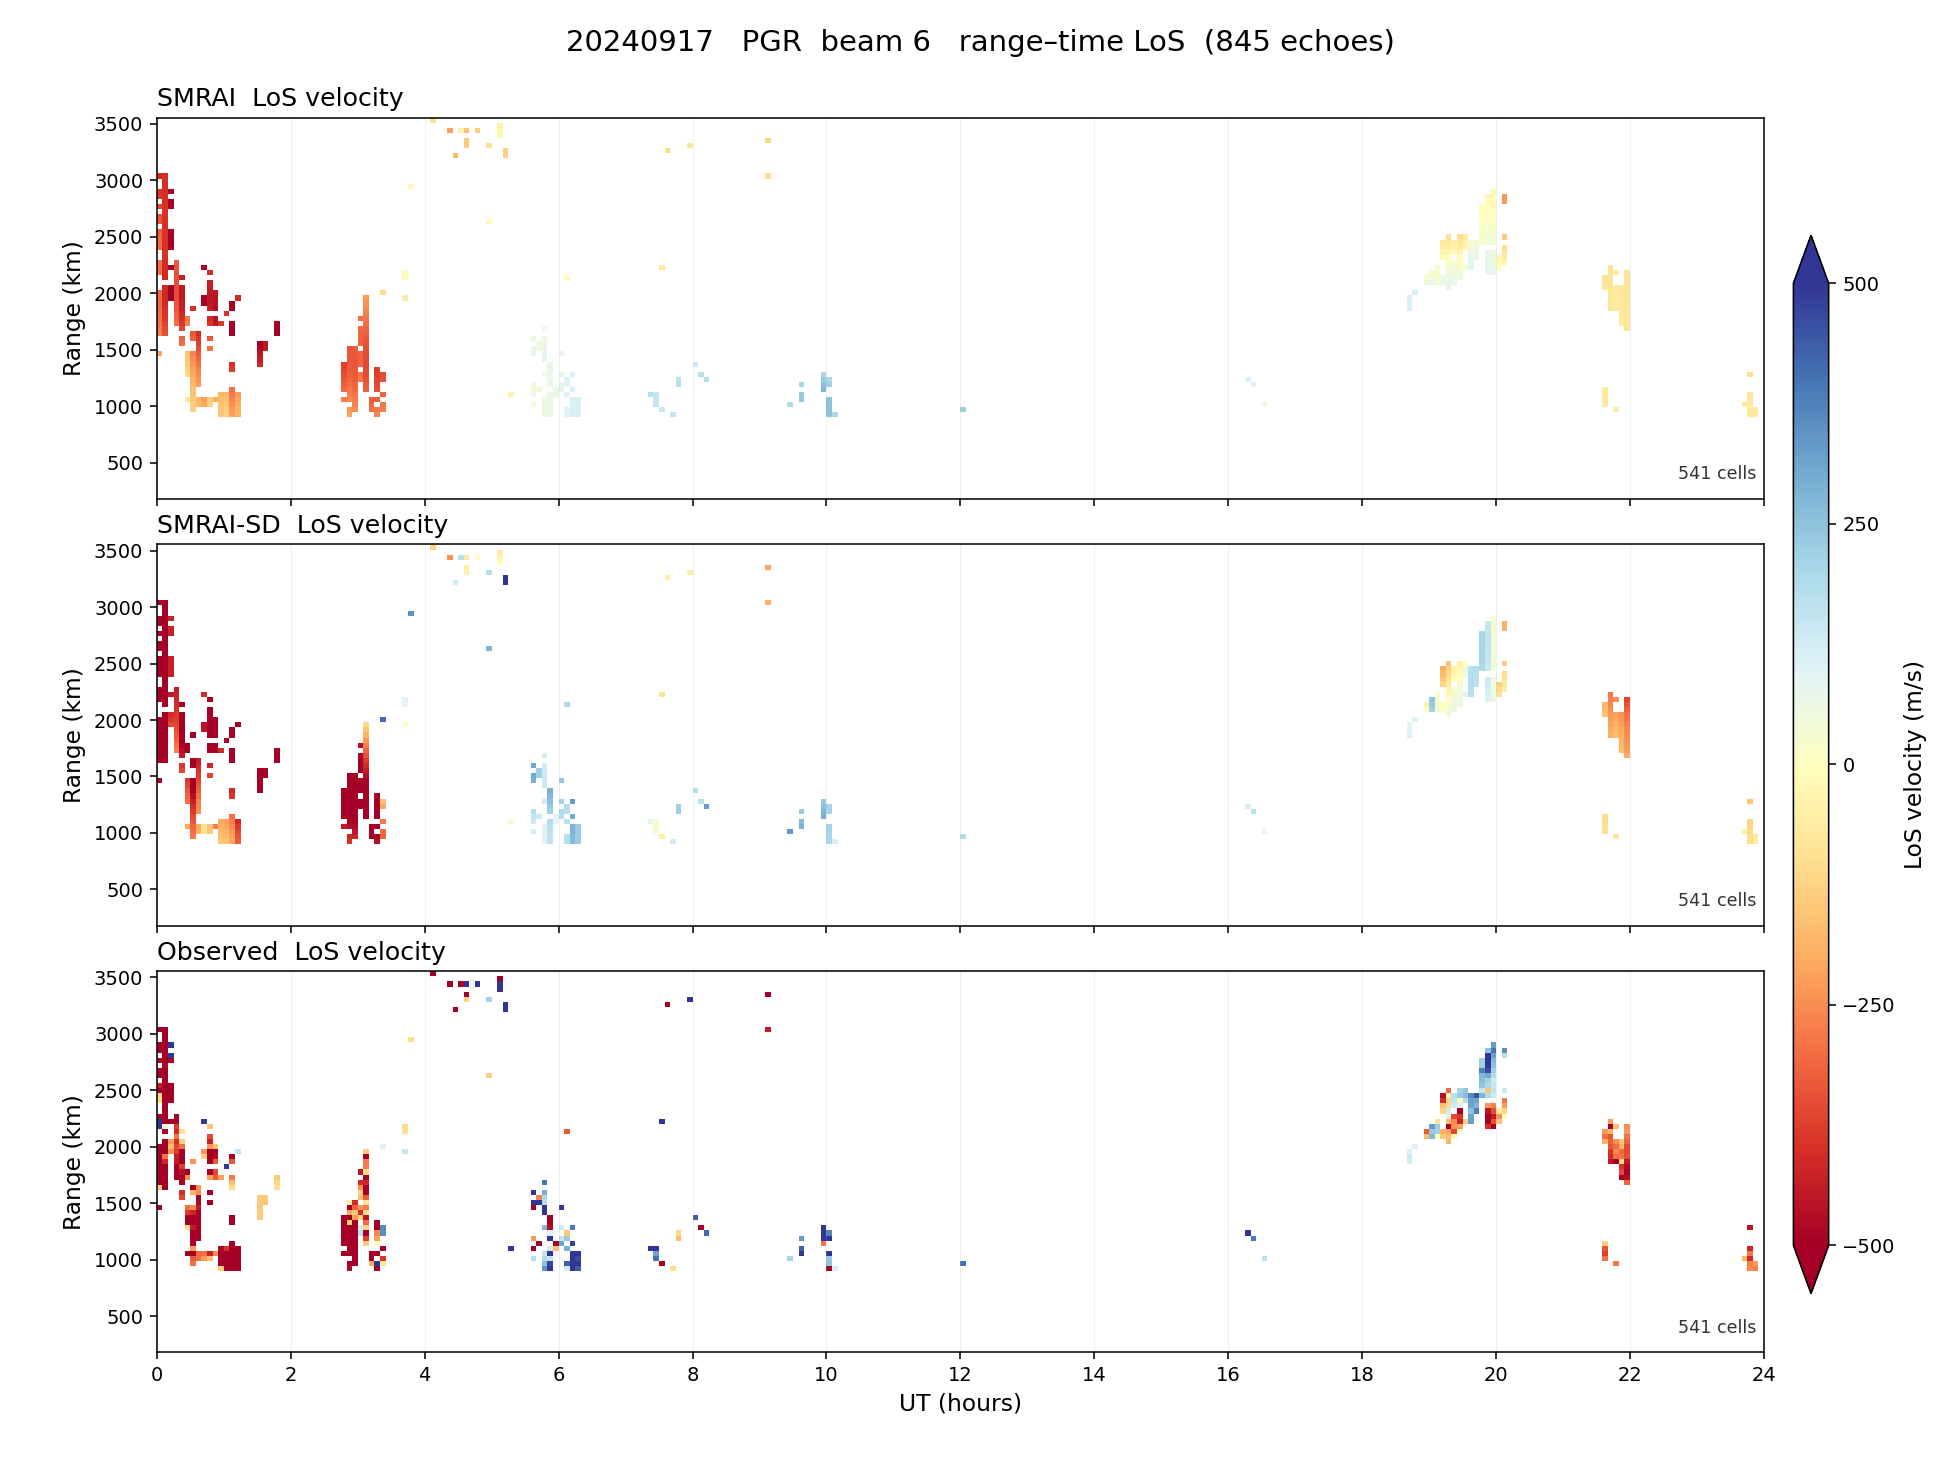 20240917   PGR  beam 6   range–time LoS  (845 echoes)
SMRAI  LoS velocity
3500
3000
2500
2000
1500
1000
500
Range (km)
541 cells
SMRAI-SD  LoS velocity
3500
3000
2500
2000
1500
1000
500
Range (km)
541 cells
Observed  LoS velocity
3500
3000
2500
2000
1500
1000
500
Range (km)
541 cells
0 2 4 6 8 10 12 14 16 18 20 22 24
UT (hours)
500
250
0
−250
−500
LoS velocity (m/s)